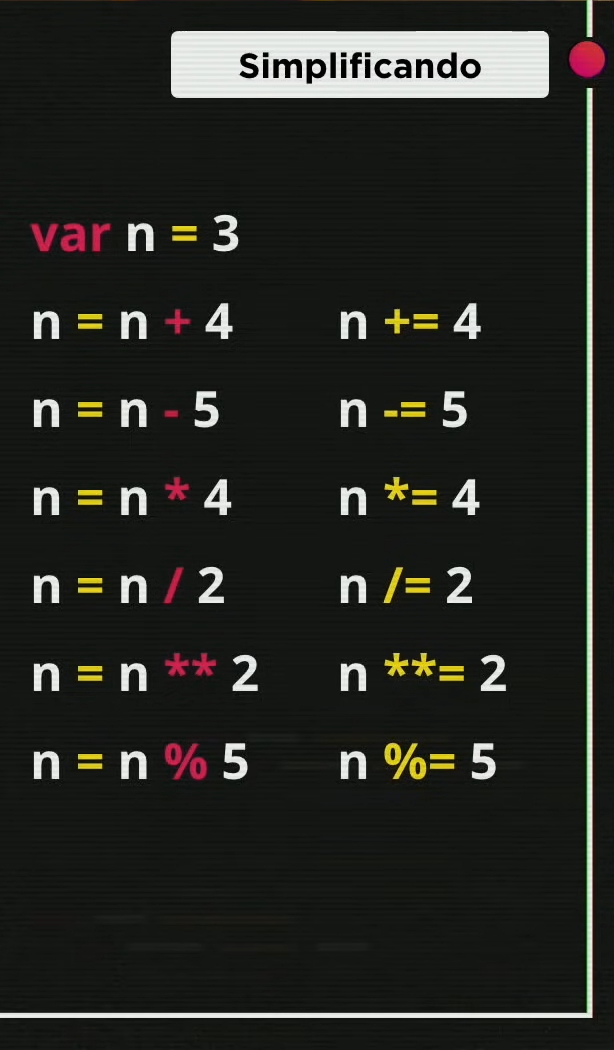 Simplificando
var n = 3
n = n + 4 n += 4
n = n - 5 n -= 5
n = n * 4 n *= 4
n = n / 2 n /= 2
n = n ** 2 n **= 2
n = n % 5 n %= 5